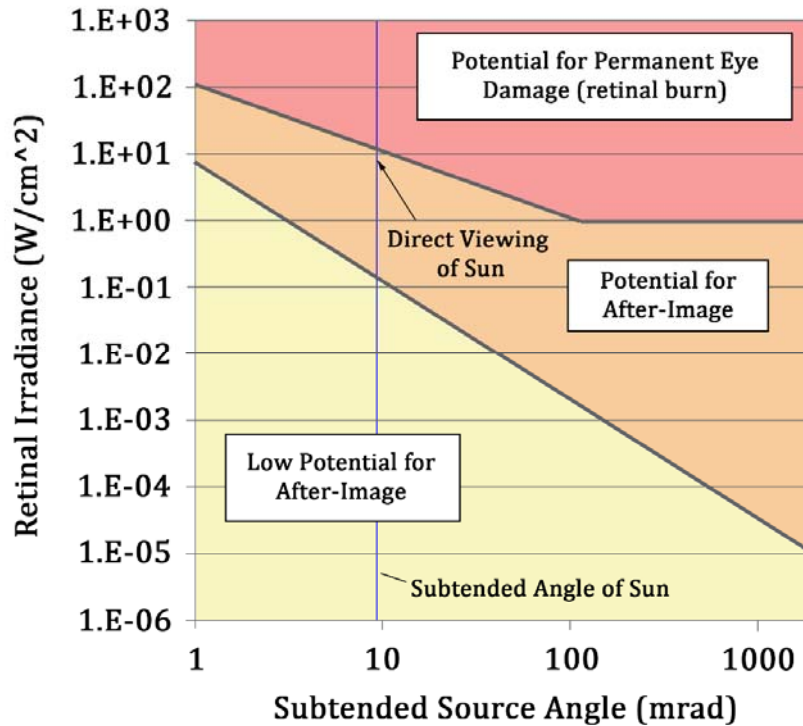 1.E+03
1.E+02
1.E+01
1.E+00
1.E-01
1.E-02
1.E-03
1.E-04
1.E-05
1.E-06
Retinal Irradiance (W/cm^2)
Potential for Permanent Eye
Damage (retinal burn)
Direct Viewing
of Sun
Potential for
After-Image
Low Potential for
After-Image
Subtended Angle of Sun
1
10
100
1000
Subtended Source Angle (mrad)